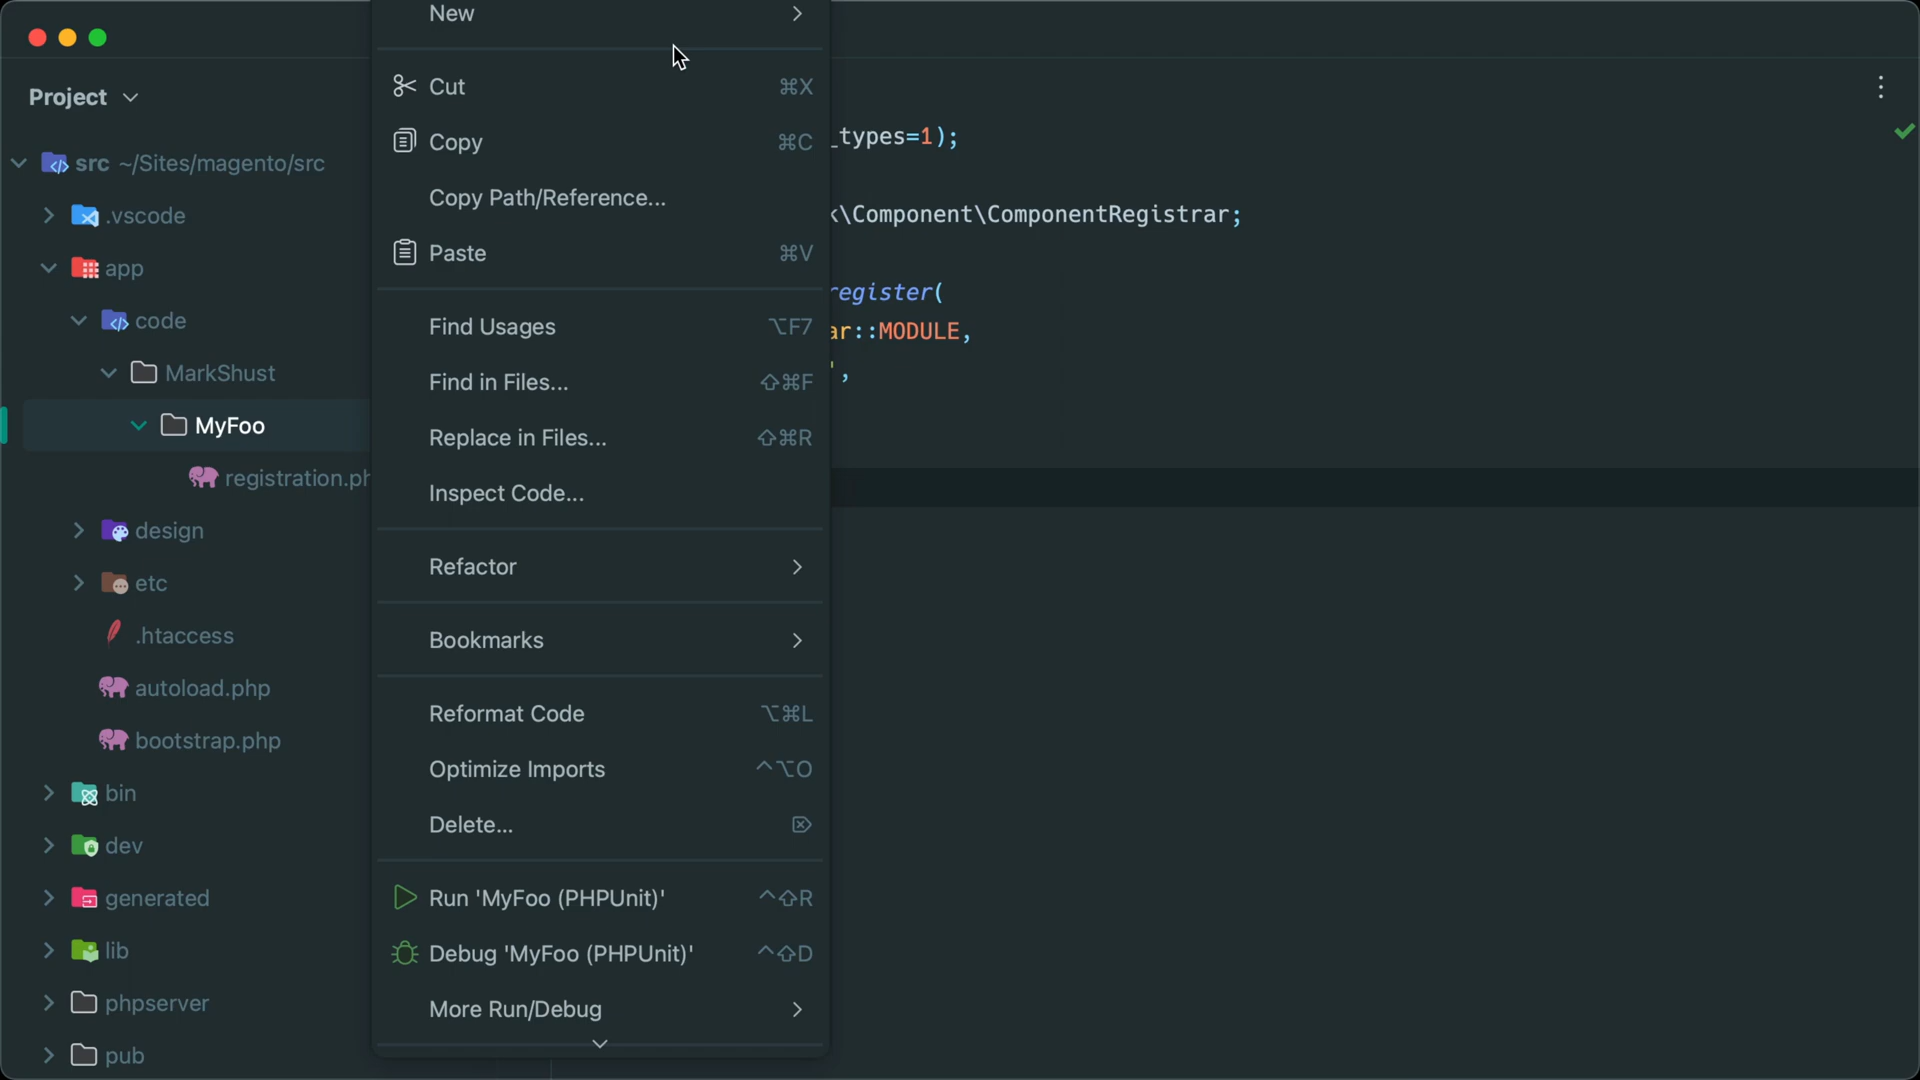 Project
src ~/Sites/magento/src
.vscode
app
code
MarkShust
MyFoo
registration.ph
design
etc
.htaccess
autoload.php
bootstrap.php
bin
dev
generated
lib
phpserver
pub
New
Cut ⌘X
Copy ⌘C
Copy Path/Reference...
Paste ⌘V
Find Usages ⌥F7
Find in Files... ⇧⌘F
Replace in Files... ⇧⌘R
Inspect Code...
Refactor
Bookmarks
Reformat Code ⌥⌘L
Optimize Imports ^⌥O
Delete... ⌦
Run 'MyFoo (PHPUnit)' ^⇧R
Debug 'MyFoo (PHPUnit)' ^⇧D
More Run/Debug
_types=1);
k\Component\ComponentRegistrar;
register(
ar::MODULE,
',